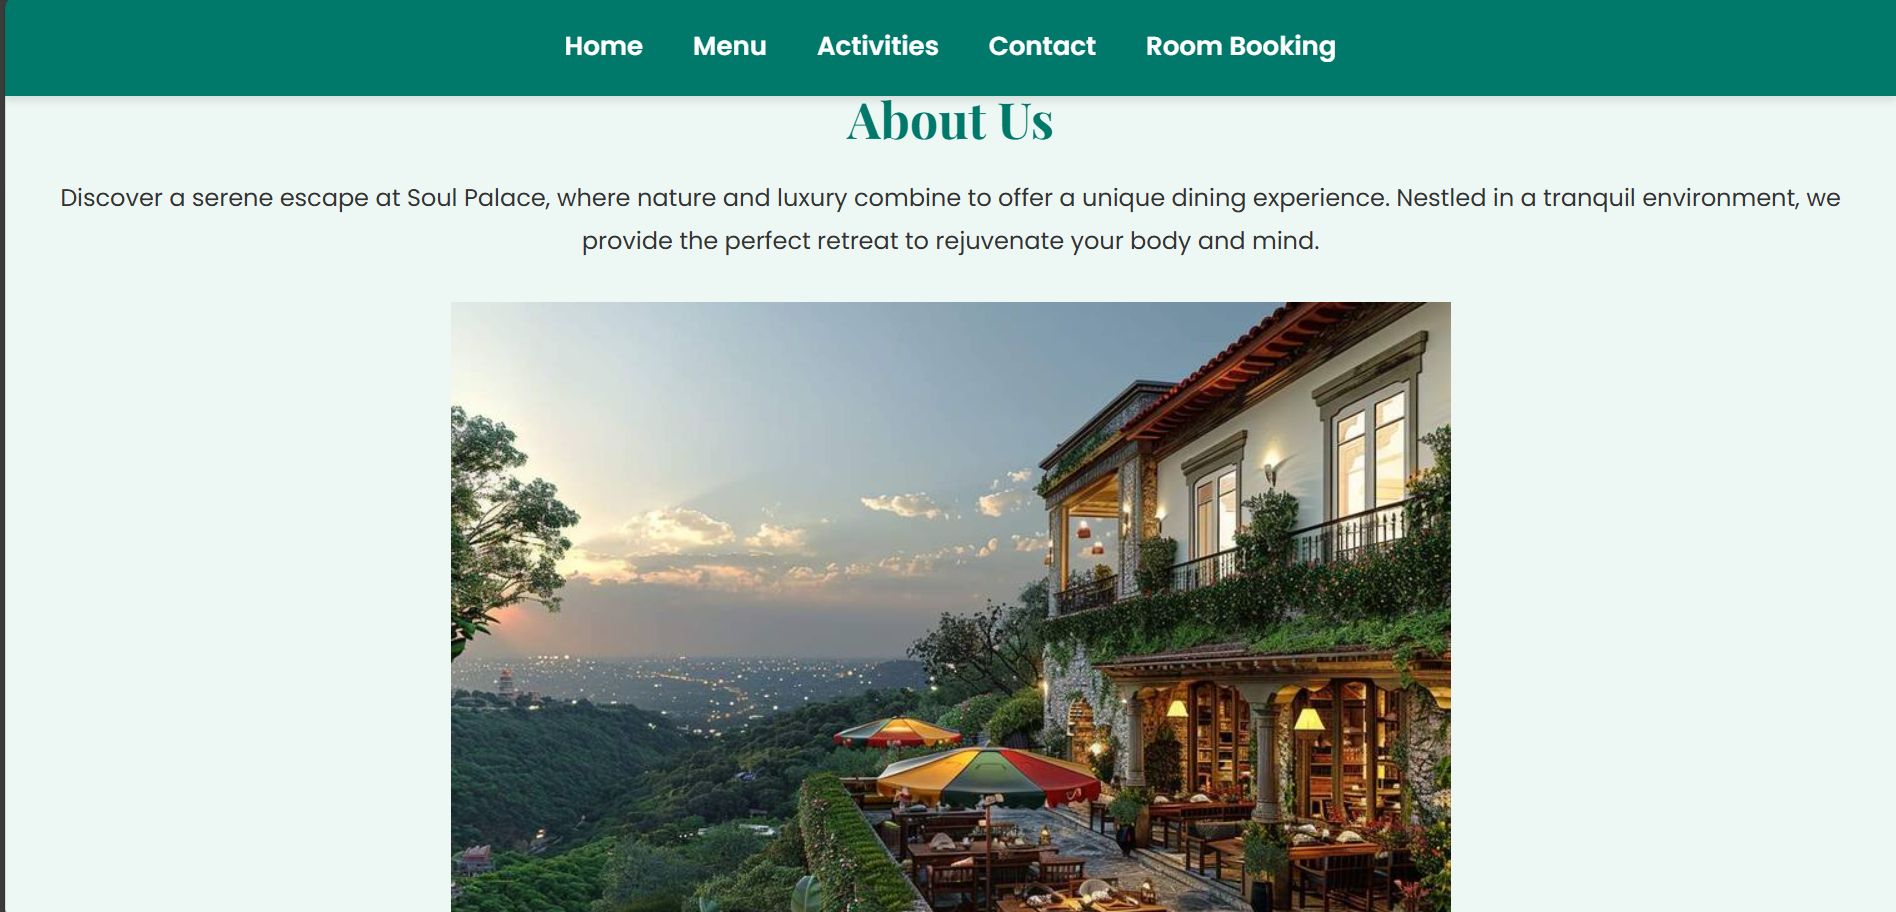 Home Menu Activities Contact Room Booking
About Us
Discover a serene escape at Soul Palace, where nature and luxury combine to offer a unique dining experience. Nestled in a tranquil environment, we
provide the perfect retreat to rejuvenate your body and mind.